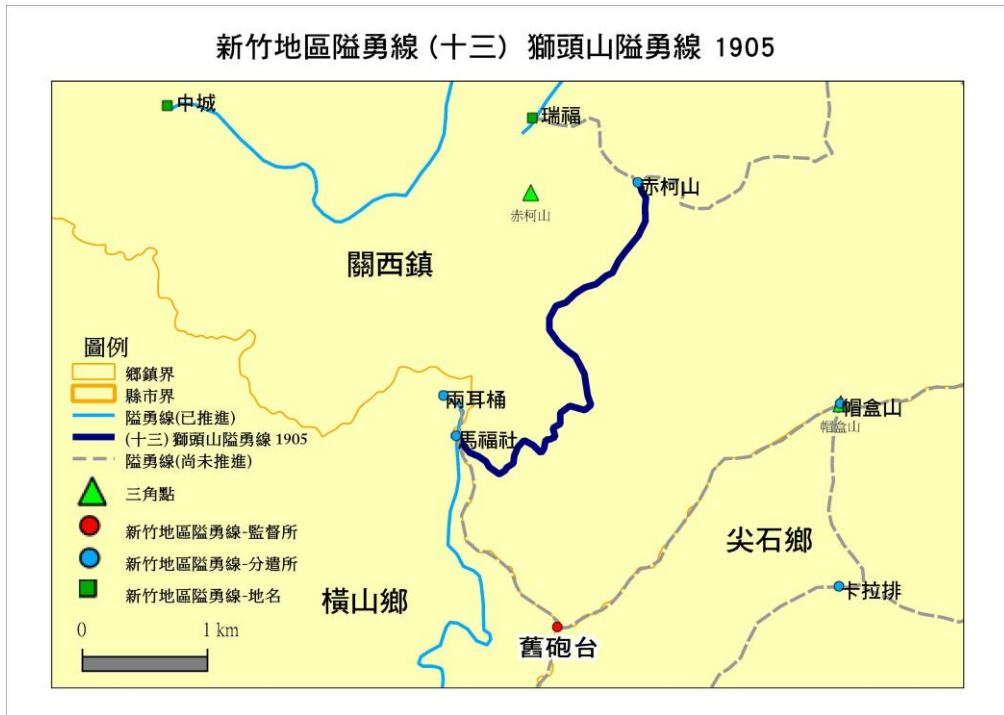 新竹地區隘勇線(十三) 獅頭山隘勇線 1905
中城
瑞福
赤柯山
赤柯山
關西鎮
圖例
鄉鎮界
縣市界
隘勇線(已推進)
(十三)獅頭山隘勇線 1905
隘勇線(尚未推進)
三角點
新竹地區隘勇線-監督所
新竹地區隘勇線-分遣所
新竹地區隘勇線-地名
0 1 km
兩耳桶
馬福社
帽盒山
帽盒山
尖石鄉
卡拉排
橫山鄉
舊砲台